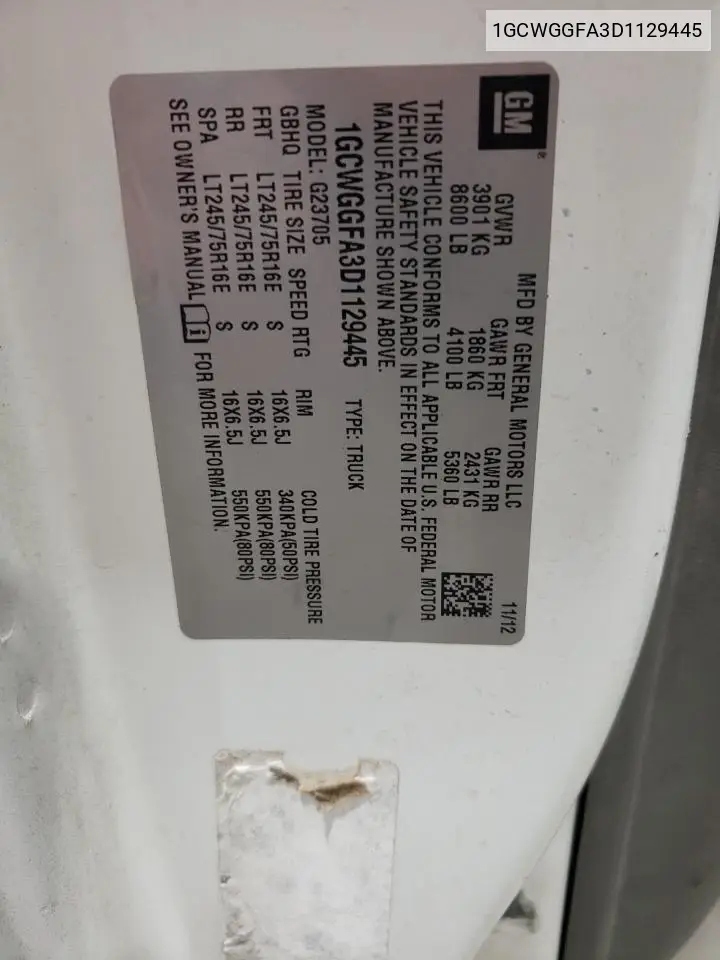 1GCWGGFA3D1129445
GM®
MFD BY GENERAL MOTORS LLC 11/12
GVWR GAWR FRT GAWR RR
3901 KG 1860 KG 2431 KG
8600 LB 4100 LB 5360 LB
THIS VEHICLE CONFORMS TO ALL APPLICABLE U.S. FEDERAL MOTOR
VEHICLE SAFETY STANDARDS IN EFFECT ON THE DATE OF
MANUFACTURE SHOWN ABOVE.
1GCWGGFA3D1129445 TYPE: TRUCK
MODEL: G23705
GBHQ TIRE SIZE SPEED RTG RIM COLD TIRE PRESSURE
FRT LT245/75R16E S 16X6.5J 340KPA(50PSI)
RR LT245/75R16E S 16X6.5J 550KPA(80PSI)
SPA LT245/75R16E S 16X6.5J 550KPA(80PSI)
SEE OWNER'S MANUAL i FOR MORE INFORMATION.